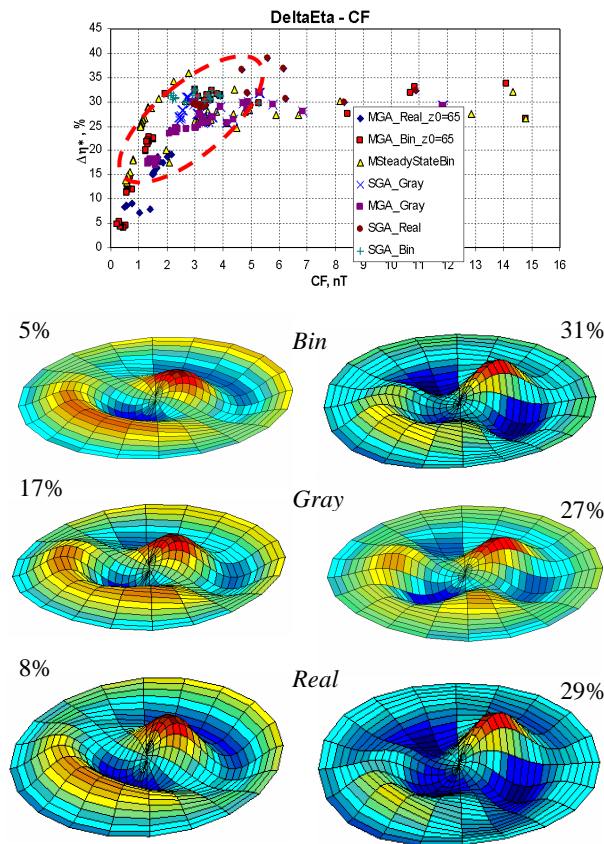 DeltaEta - CF
Δη*, %
45
40
35
30
25
20
15
10
5
0
0 1 2 3 4 5 6 7 8 9 10 11 12 13 14 15 16
CF, nT
MGA_Real_z0=65
MGA_Bin_z0=65
MSteadyStateBin
SGA_Gray
MGA_Gray
SGA_Real
SGA_Bin
5% Bin 31%
17% Gray 27%
8% Real 29%